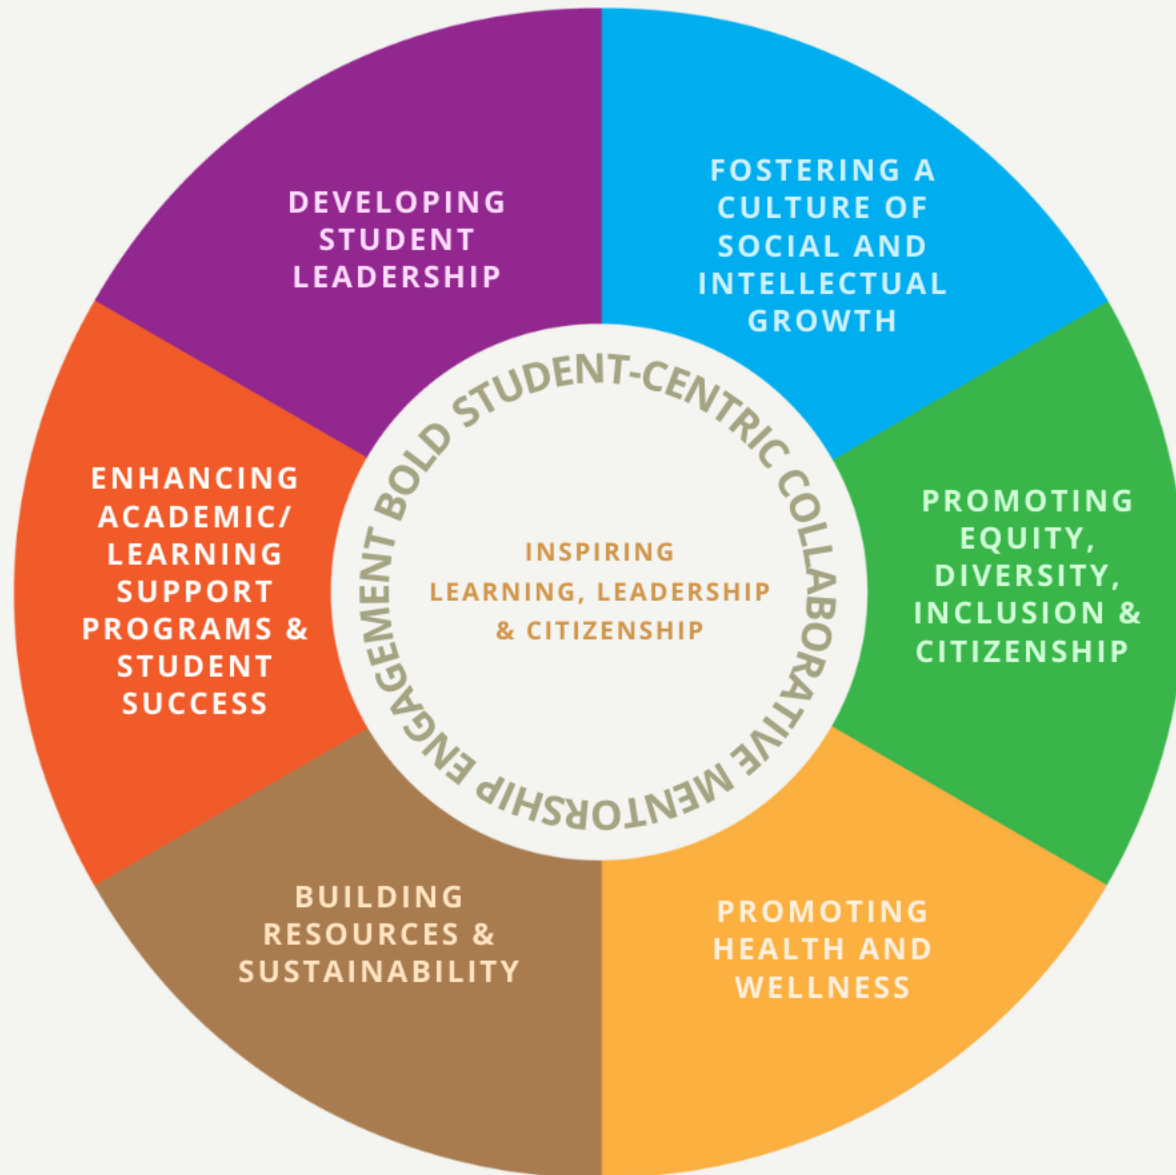 DEVELOPING
STUDENT
LEADERSHIP
FOSTERING A
CULTURE OF
SOCIAL AND
INTELLECTUAL
GROWTH
ENHANCING
ACADEMIC/
LEARNING
SUPPORT
PROGRAMS &
STUDENT
SUCCESS
BOLD STUDENT-CENTRIC COLLABORATIVE MENTORSHIP ENGAGEMENT
INSPIRING
LEARNING, LEADERSHIP
& CITIZENSHIP
PROMOTING
EQUITY,
DIVERSITY,
INCLUSION &
CITIZENSHIP
BUILDING
RESOURCES &
SUSTAINABILITY
PROMOTING
HEALTH AND
WELLNESS